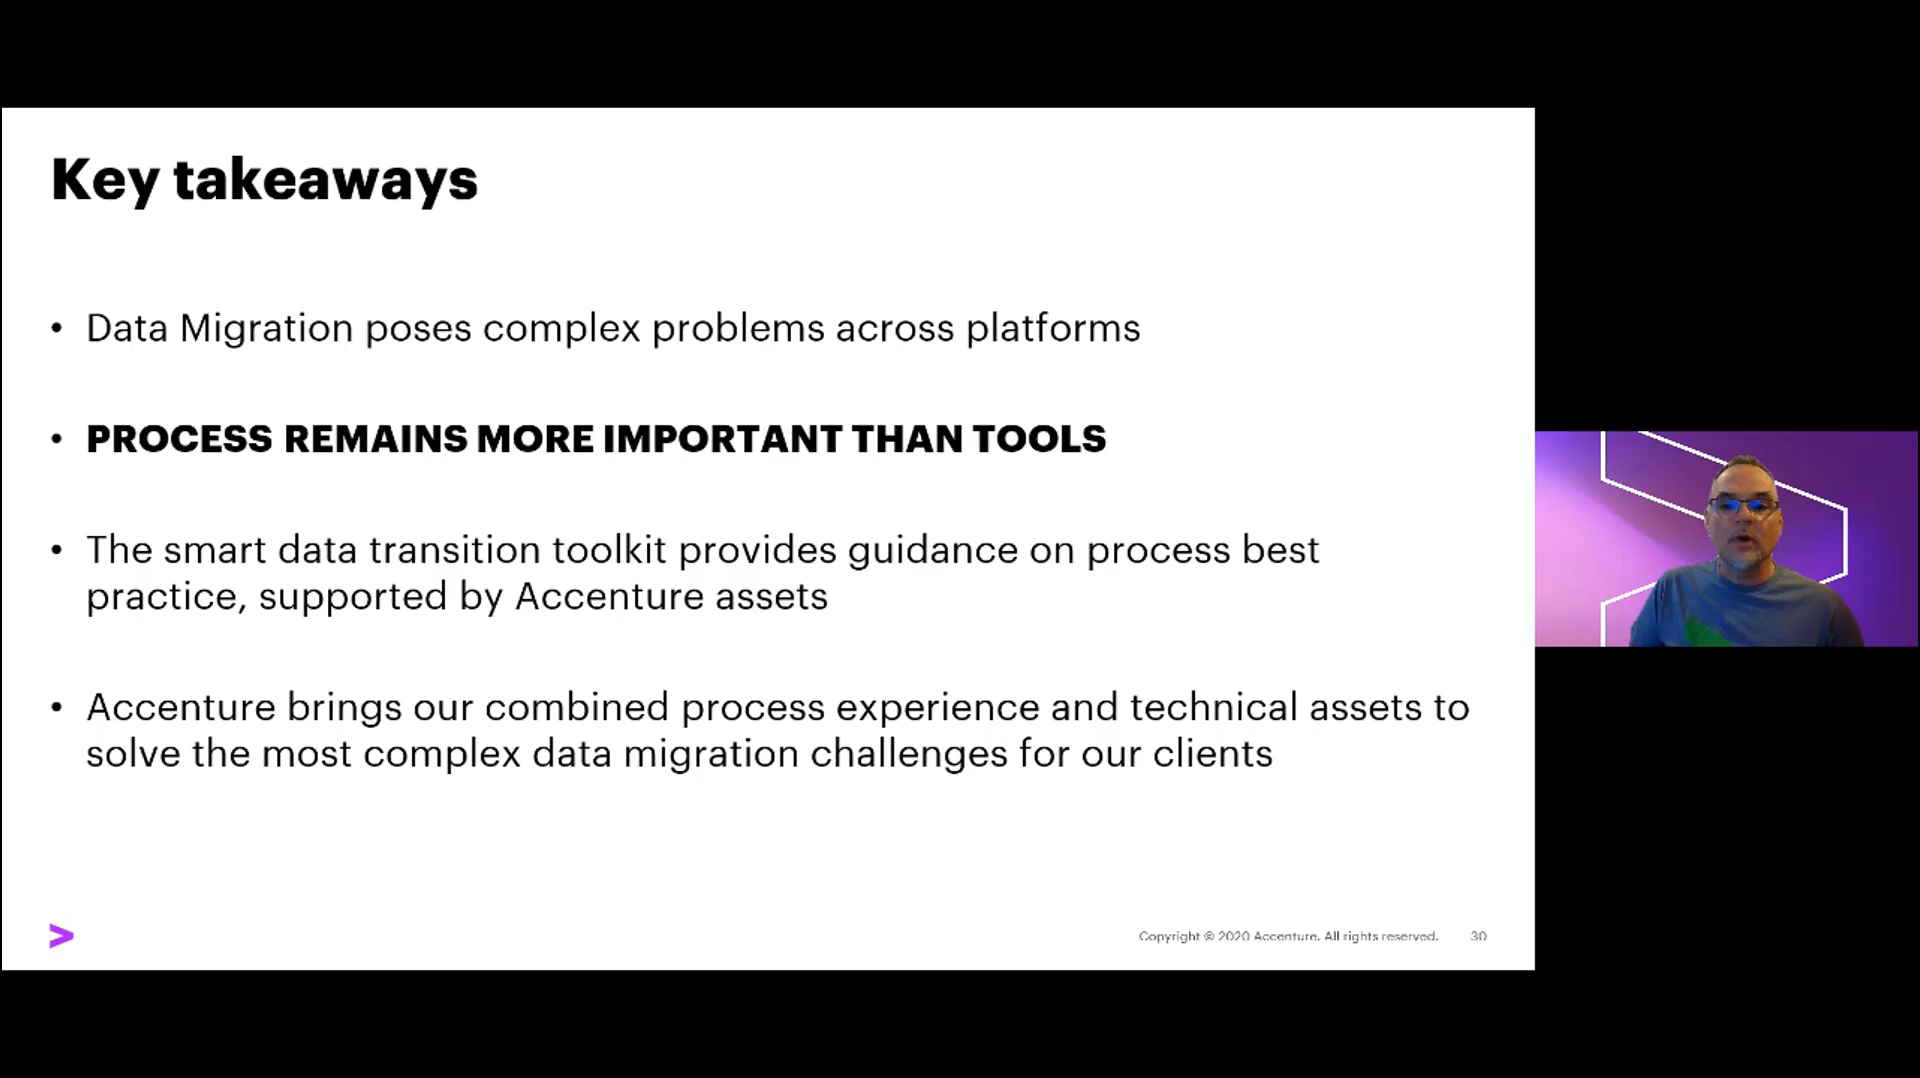 Key takeaways
• Data Migration poses complex problems across platforms
• PROCESS REMAINS MORE IMPORTANT THAN TOOLS
• The smart data transition toolkit provides guidance on process best
practice, supported by Accenture assets
• Accenture brings our combined process experience and technical assets to
solve the most complex data migration challenges for our clients
Copyright © 2020 Accenture. All rights reserved. 30